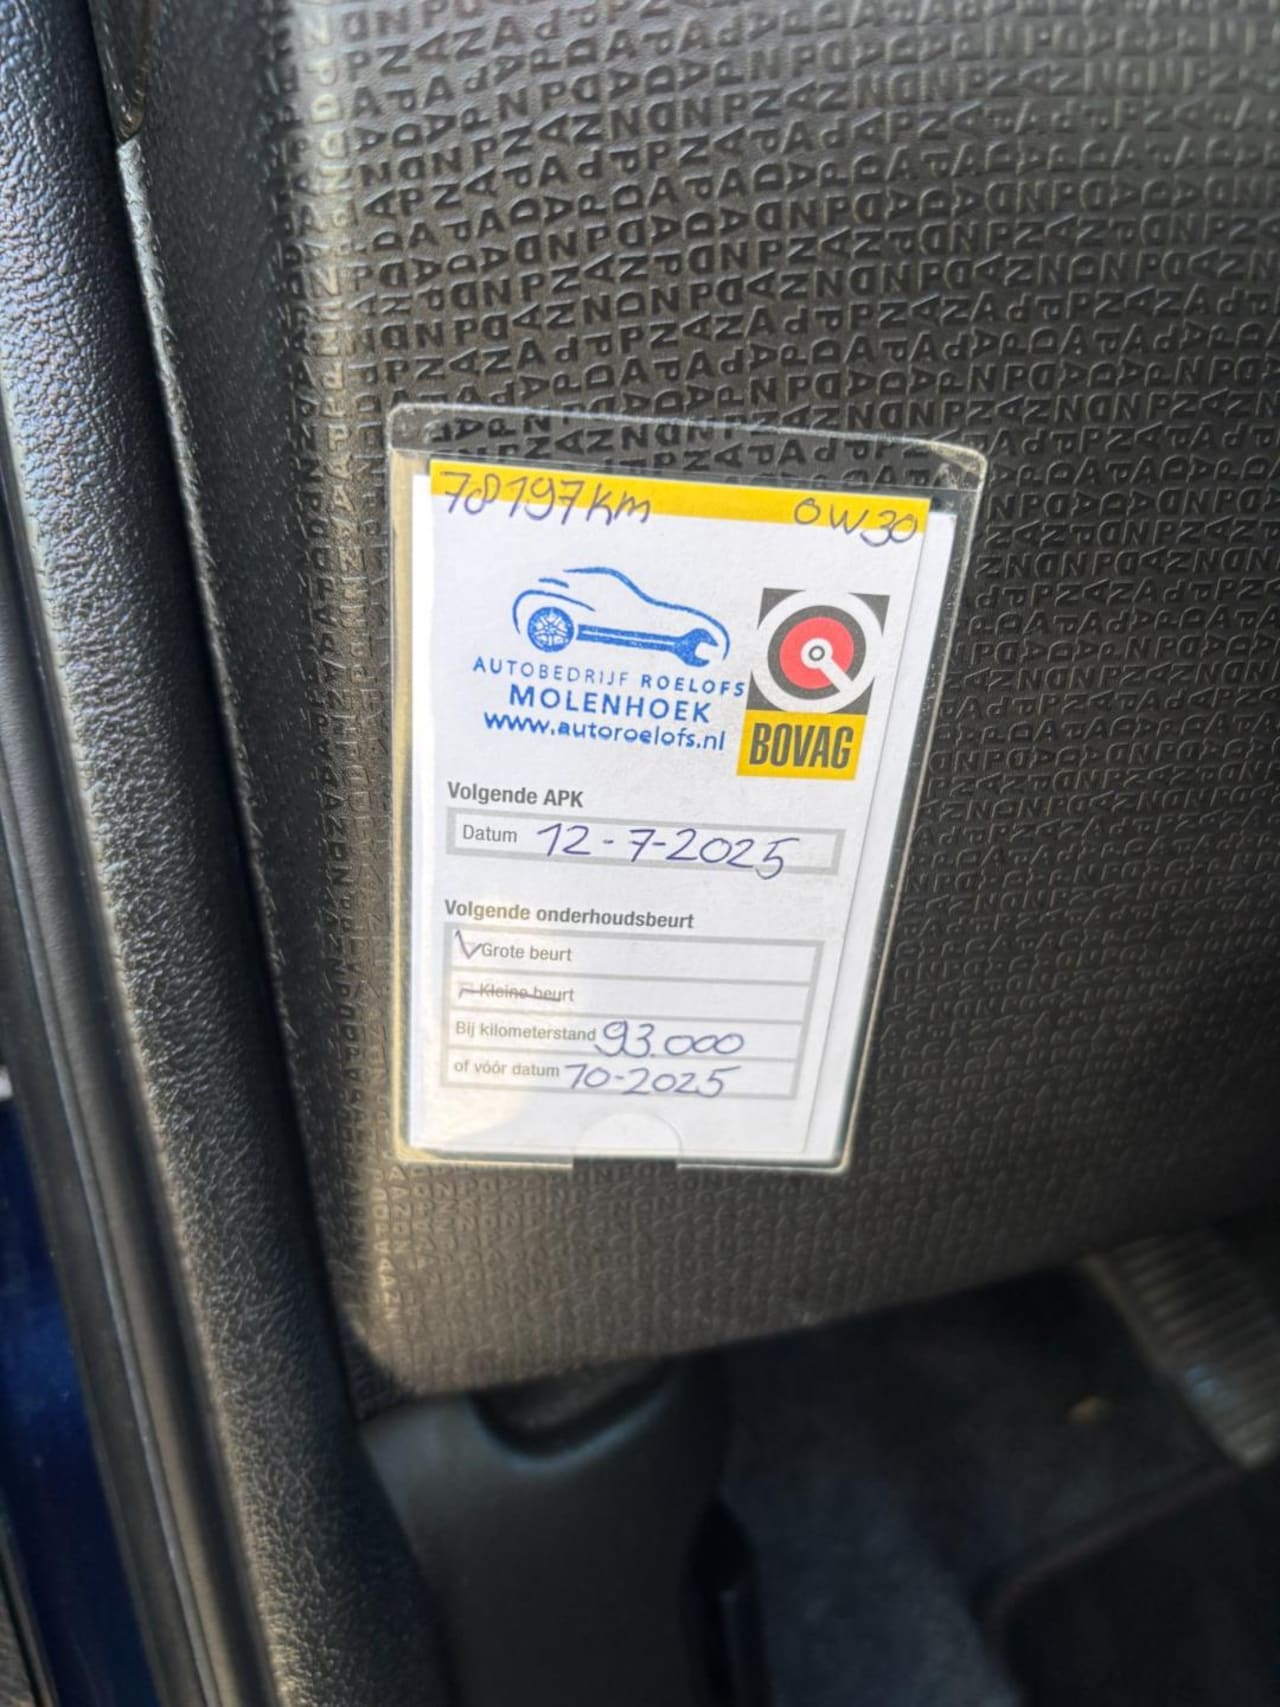 78197km 0W30
AUTOBEDRIJF ROELOFS
MOLENHOEK
www.autoroelofs.nl
BOVAG
Volgende APK
Datum 12-7-2025
Volgende onderhoudsbeurt
Grote beurt
Kleine beurt
Bij kilometerstand 93.000
of vóór datum 10-2025